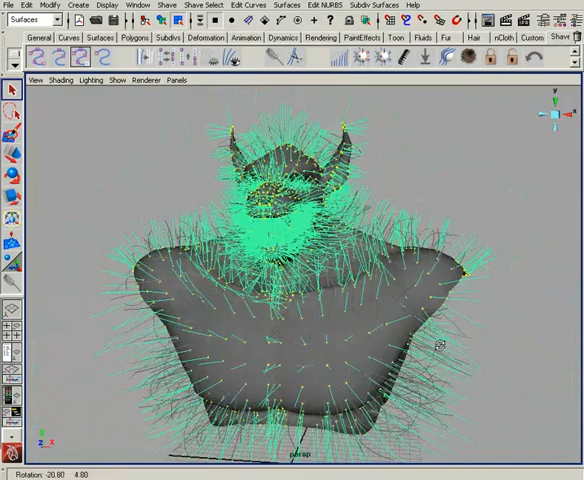 File Edit Modify Create Display Window Shave Shave Select Edit Curves Surfaces Edit NURBS Subdiv Surfaces Help
Surfaces
General Curves Surfaces Polygons Subdivs Deformation Animation Dynamics Rendering PaintEffects Toon Fluids Fur Hair nCloth Custom Shave
View Shading Lighting Show Renderer Panels
y
x
y
z x
persp
Rotation: -20.80 4.80